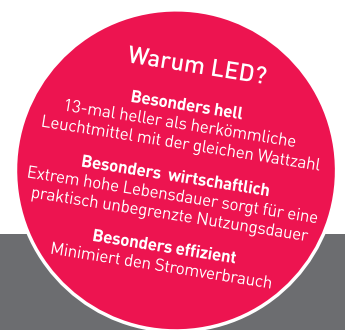 Warum LED?
Besonders hell
13-mal heller als herkömmliche
Leuchtmittel mit der gleichen Wattzahl
Besonders wirtschaftlich
Extrem hohe Lebensdauer sorgt für eine
praktisch unbegrenzte Nutzungsdauer
Besonders effizient
Minimiert den Stromverbrauch